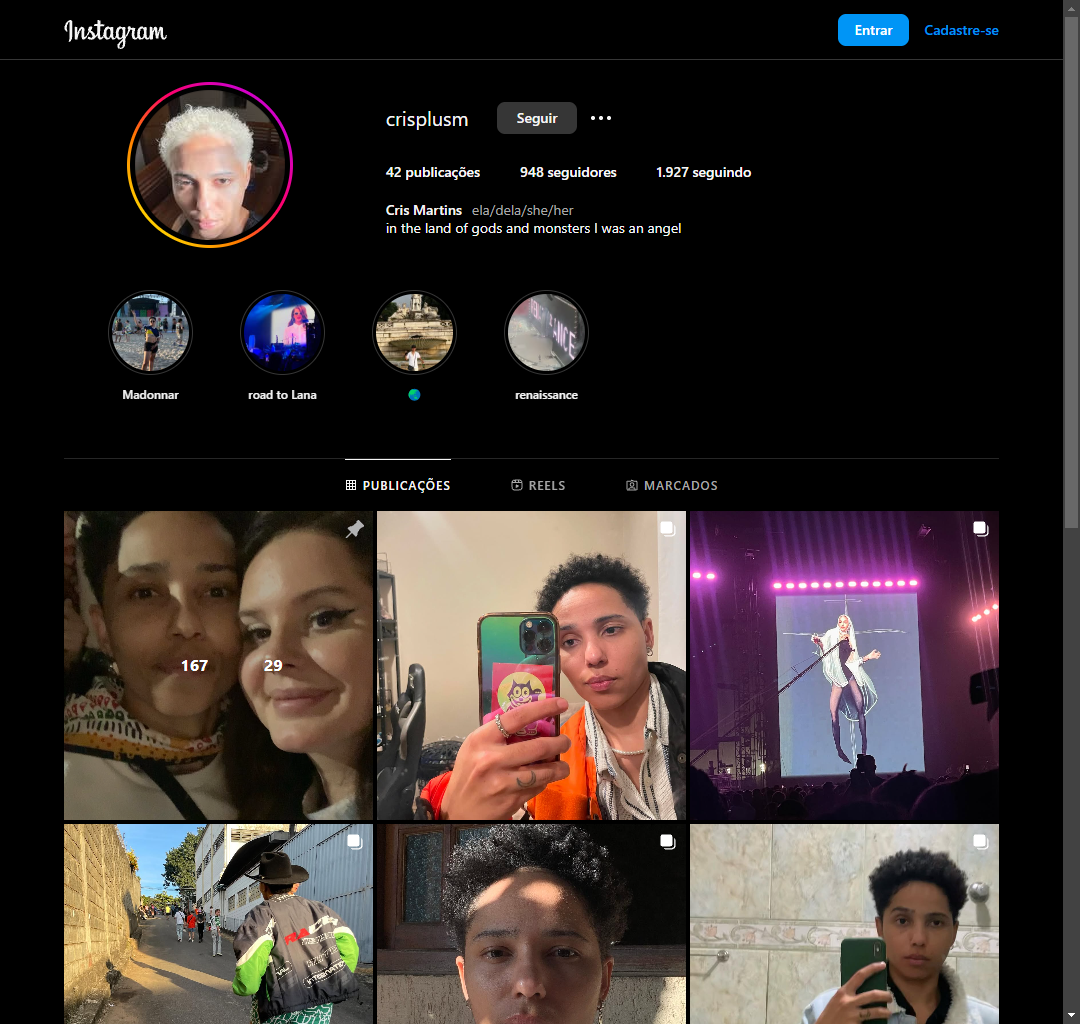 Instagram
Entrar
Cadastre-se
crisplusm
Seguir
42 publicações
948 seguidores
1.927 seguindo
Cris Martins ela/dela/she/her
in the land of gods and monsters I was an angel
Madonnar
road to Lana
renaissance
PUBLICAÇÕES
REELS
MARCADOS
167
29